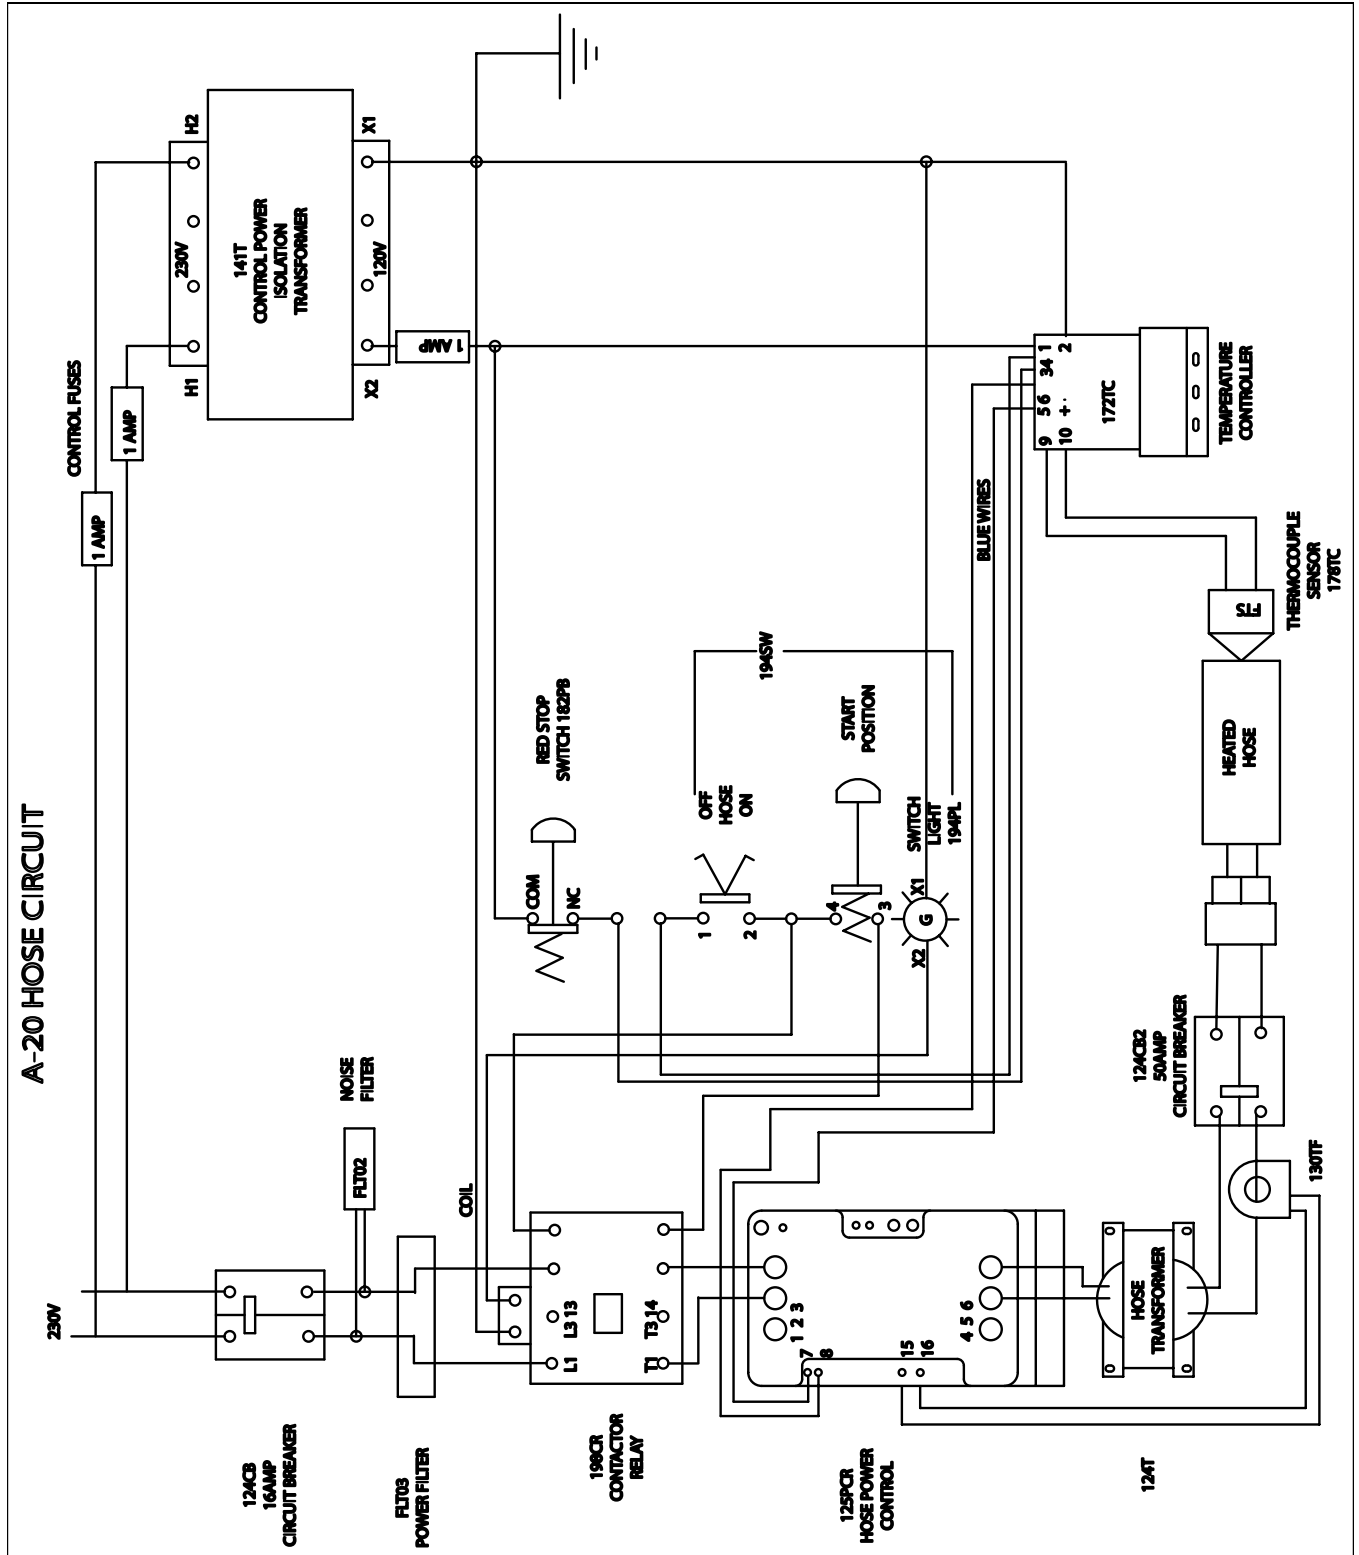 A-20 HOSE CIRCUIT
230V
124CB
16AMP
CIRCUIT BREAKER
NOISE
FILTER
FLT02
FLT03
POWER FILTER
CONTROL FUSES
1 AMP
1 AMP
H1
H2
230V
141T
CONTROL POWER
ISOLATION
TRANSFORMER
120V
X2
X1
1 AMP
COIL
L1
L3 13
T1
T3 14
198CR
CONTACTOR
RELAY
RED STOP
SWITCH 182PB
COM
NC
OFF
HOSE
ON
1
2
194SW
START
POSITION
4
3
SWITCH
LIGHT
194PL
X2
G
X1
BLUE WIRES
1
2
3 4
5 6
+ -
9
10
172TC
TEMPERATURE
CONTROLLER
1 2 3
7
8
15
16
4 5 6
125PCR
HOSE POWER
CONTROL
HOSE
TRANSFORMER
124T
130TF
124CB2
50AMP
CIRCUIT BREAKER
HEATED
HOSE
THERMOCOUPLE
SENSOR
178TC